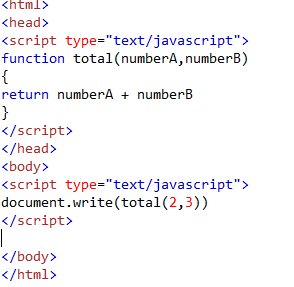 <html>
<head>
<script type="text/javascript">
function total(numberA,numberB)
{
return numberA + numberB
}
</script>
</head>
<body>
<script type="text/javascript">
document.write(total(2,3))
</script>
</body>
</html>